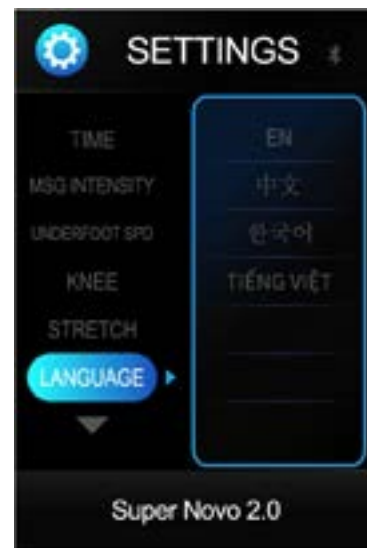 SETTINGS
TIME
MSG INTENSITY
UNDERFOOT SPD
KNEE
STRETCH
LANGUAGE
EN
中文
한국어
TIẾNG VIỆT
Super Novo 2.0